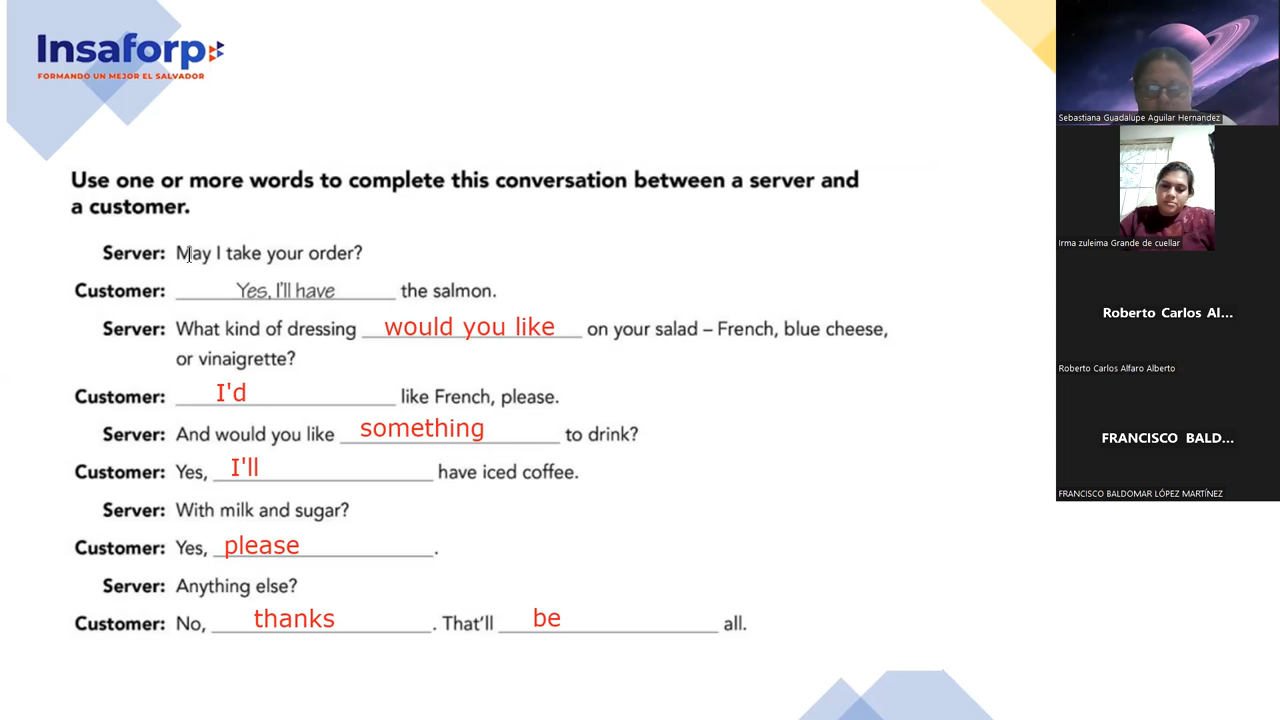 Insaforp
FORMANDO UN MEJOR EL SALVADOR
Use one or more words to complete this conversation between a server and
a customer.
Server: May I take your order?
Customer: Yes, I'll have the salmon.
Server: What kind of dressing would you like on your salad – French, blue cheese,
or vinaigrette?
Customer: I'd like French, please.
Server: And would you like something to drink?
Customer: Yes, I'll have iced coffee.
Server: With milk and sugar?
Customer: Yes, please.
Server: Anything else?
Customer: No, thanks. That'll be all.
Sebastiana Guadalupe Aguilar Hernandez
Irma zuleima Grande de cuellar
Roberto Carlos Al...
Roberto Carlos Alfaro Alberto
FRANCISCO BALD...
FRANCISCO BALDOMAR LÓPEZ MARTÍNEZ